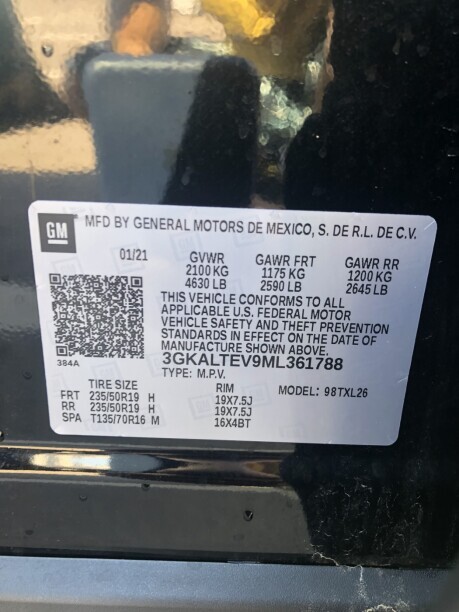 GM MFD BY GENERAL MOTORS DE MEXICO, S. DE R.L. DE C.V.
01/21 GVWR GAWR FRT GAWR RR
2100 KG 1175 KG 1200 KG
4630 LB 2590 LB 2645 LB
THIS VEHICLE CONFORMS TO ALL
APPLICABLE U.S. FEDERAL MOTOR
VEHICLE SAFETY AND THEFT PREVENTION
STANDARDS IN EFFECT ON THE DATE OF
MANUFACTURE SHOWN ABOVE.
384A 3GKALTEV9ML361788
TYPE: M.P.V.
TIRE SIZE RIM MODEL: 98TXL26
FRT 235/50R19 H 19X7.5J
RR 235/50R19 H 19X7.5J
SPA T135/70R16 M 16X4BT